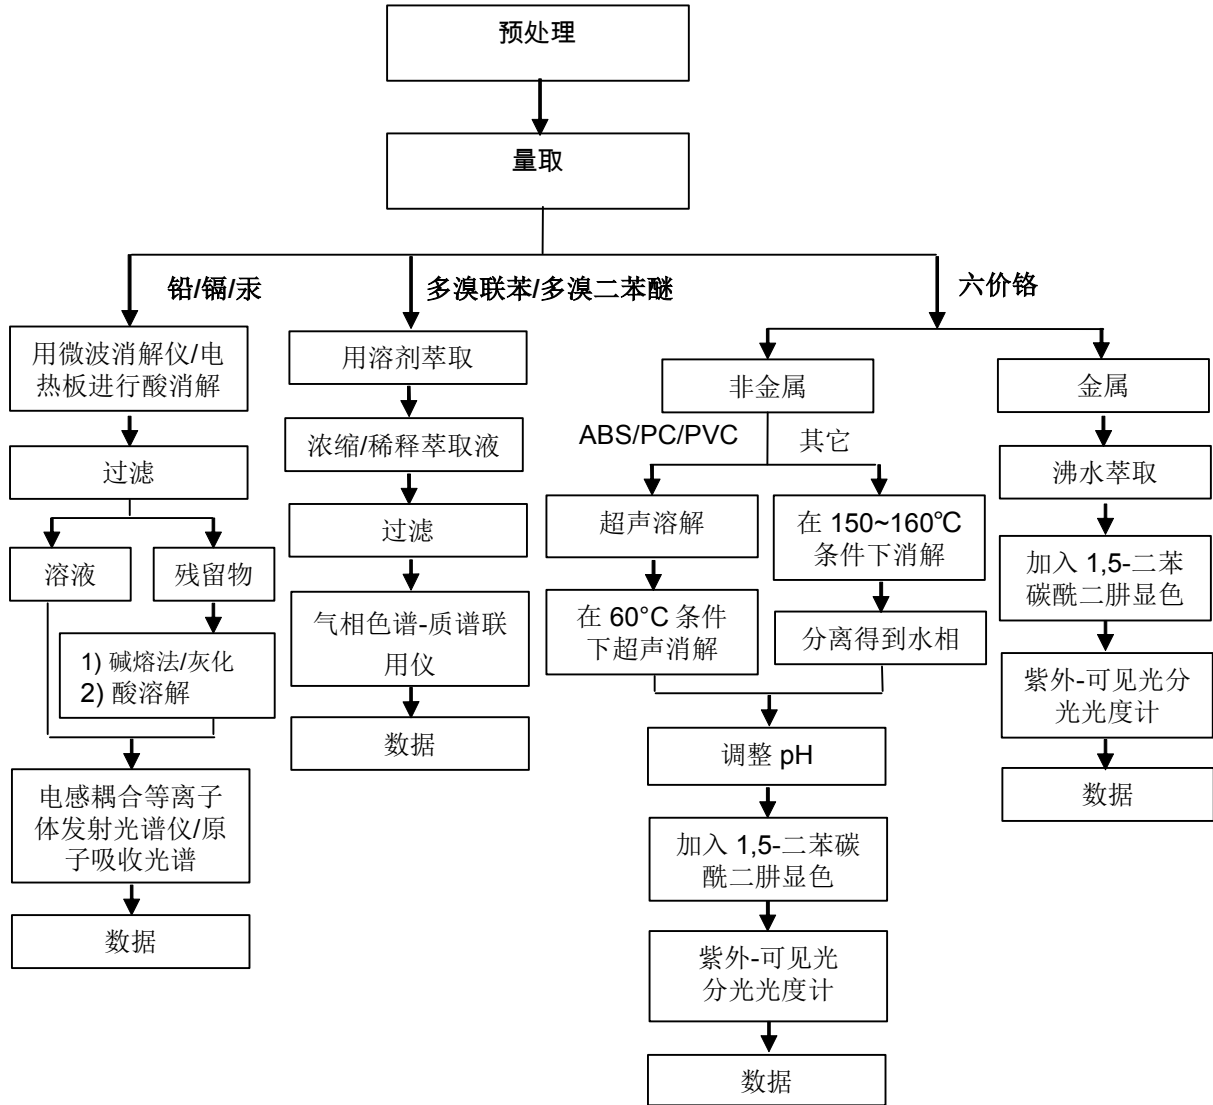 预处理
量取
铅/镉/汞
多溴联苯/多溴二苯醚
六价铬
用微波消解仪/电
热板进行酸消解
过滤
溶液
残留物
1) 碱熔法/灰化
2) 酸溶解
电感耦合等离子
体发射光谱仪/原
子吸收光谱
数据
用溶剂萃取
浓缩/稀释萃取液
过滤
气相色谱-质谱联
用仪
数据
非金属
ABS/PC/PVC
其它
超声溶解
在 60°C 条件
下超声消解
在 150~160℃
条件下消解
分离得到水相
调整 pH
加入 1,5-二苯碳
酰二肼显色
紫外-可见光
分光光度计
数据
金属
沸水萃取
加入 1,5-二苯
碳酰二肼显色
紫外-可见光分
光光度计
数据